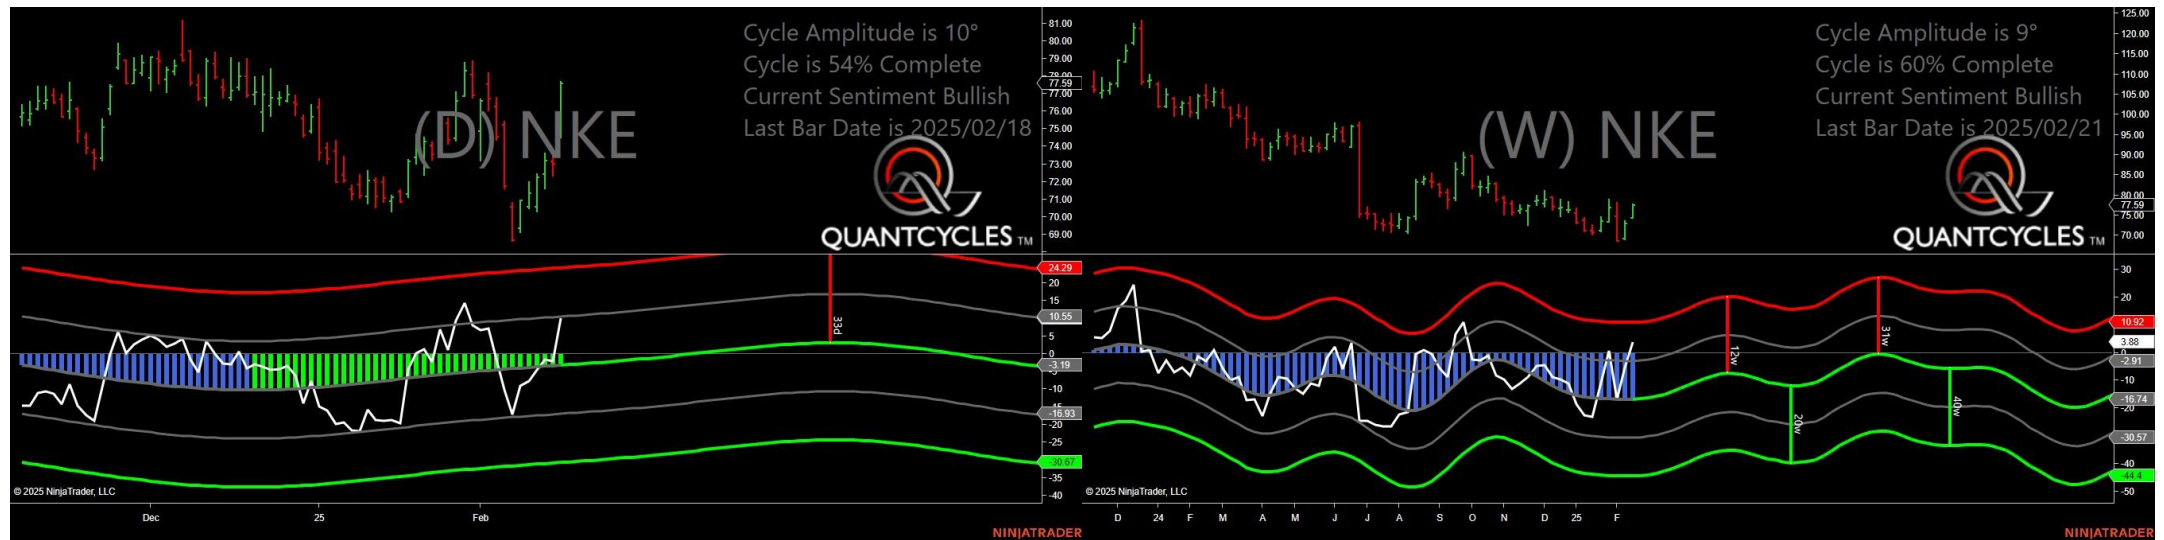 Cycle Amplitude is 10°
Cycle is 54% Complete
Current Sentiment Bullish
Last Bar Date is 2025/02/18
(D) NKE
QUANTCYCLES TM
81.00
80.00
79.00
78.00
77.59
77.00
76.00
75.00
74.00
73.00
72.00
71.00
70.00
69.00
24.29
20
15
10.55
5
0
-3.19
-5
-10
-16.93
-20
-25
-30.67
-35
-40
33d
© 2025 NinjaTrader, LLC
Dec
25
Feb
NINJATRADER
Cycle Amplitude is 9°
Cycle is 60% Complete
Current Sentiment Bullish
Last Bar Date is 2025/02/21
(W) NKE
QUANTCYCLES TM
125.00
120.00
115.00
110.00
105.00
100.00
95.00
90.00
85.00
80.00
77.59
75.00
70.00
30
20
10.92
3.88
0
-2.91
-10
-16.74
-20
-30.57
-40
-44.4
-50
12w
20w
31w
40w
© 2025 NinjaTrader, LLC
D
24
F
M
A
M
J
J
A
S
O
N
D
25
F
NINJATRADER